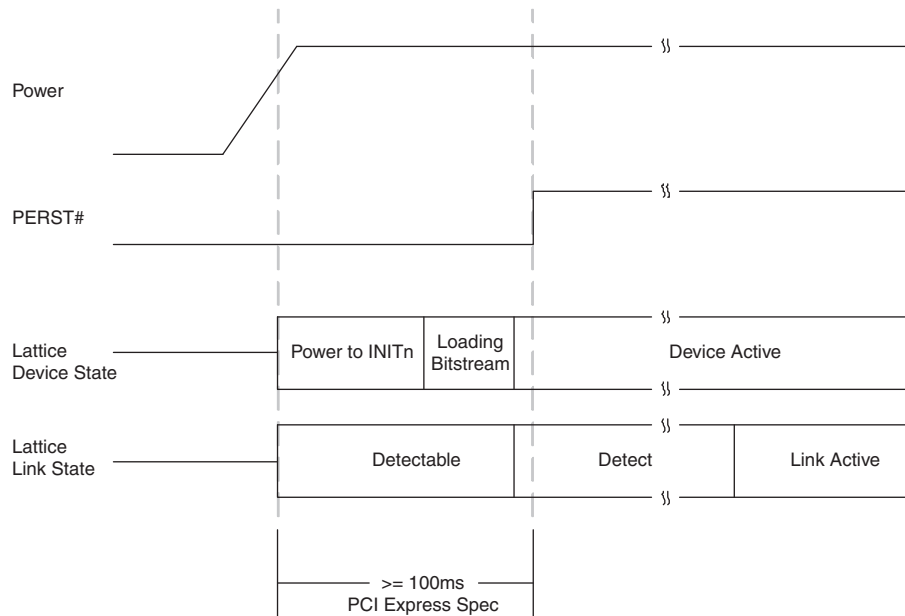 Power
PERST#
Lattice
Device State
Power to INITn
Loading
Bitstream
Device Active
Lattice
Link State
Detectable
Detect
Link Active
>= 100ms
PCI Express Spec